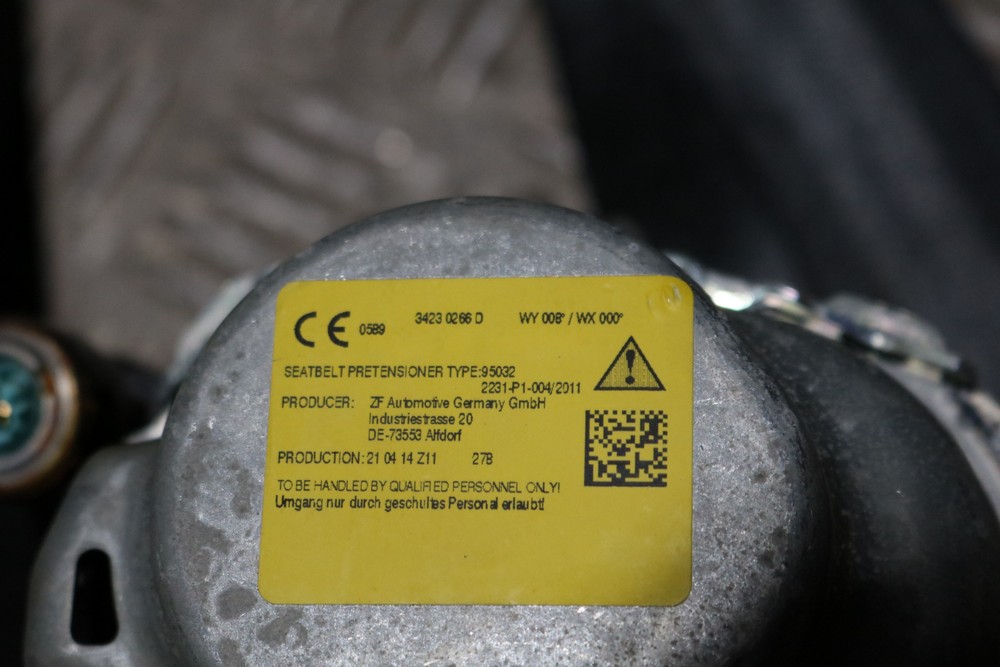 CE 0589 3423 0266 D WY 008° / WX 000°
SEATBELT PRETENSIONER TYPE:95032
2231-P1-004/2011
PRODUCER: ZF Automotive Germany GmbH
Industriestrasse 20
DE-73553 Alfdorf
PRODUCTION: 21 04 14 Z11 278
TO BE HANDLED BY QUALIFIED PERSONNEL ONLY!
Umgang nur durch geschultes Personal erlaubt!